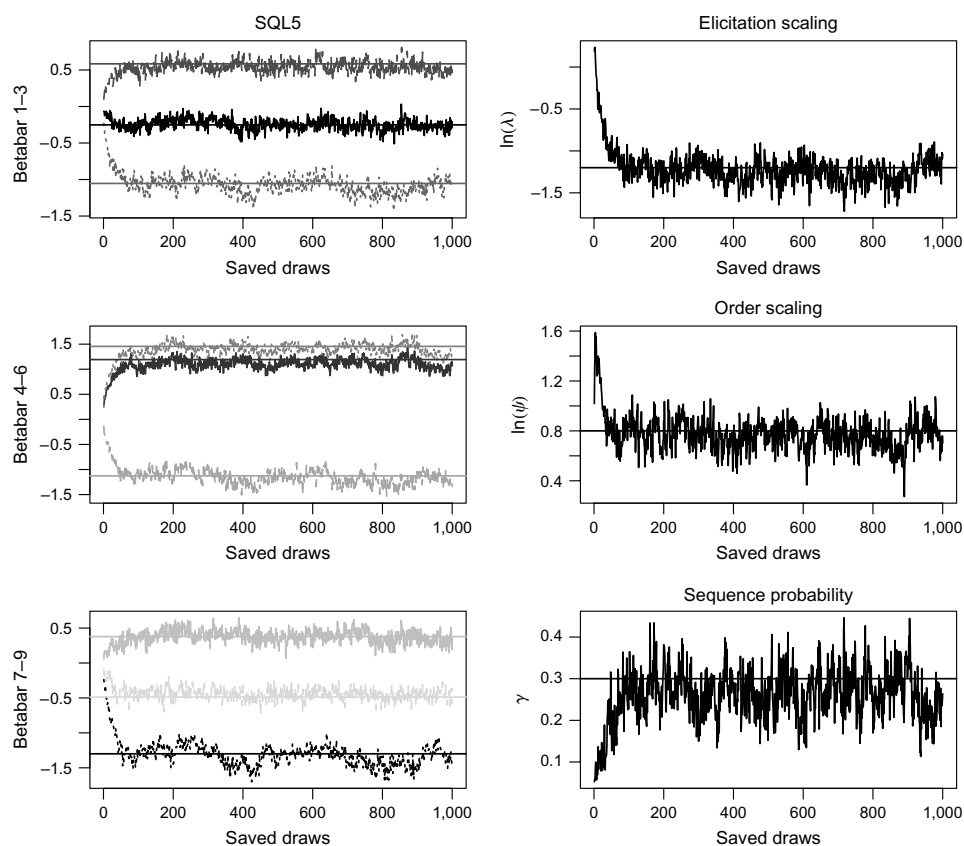 SQL5
Betabar 1–3
0.5
–0.5
–1.5
0 200 400 600 800 1,000
Saved draws
Elicitation scaling
ln(λ)
–0.5
–1.5
0 200 400 600 800 1,000
Saved draws
Betabar 4–6
1.5
0.5
–0.5
–1.5
0 200 400 600 800 1,000
Saved draws
Order scaling
ln(ψ)
1.6
1.2
0.8
0.4
0 200 400 600 800 1,000
Saved draws
Betabar 7–9
0.5
–0.5
–1.5
0 200 400 600 800 1,000
Saved draws
Sequence probability
γ
0.4
0.3
0.2
0.1
0 200 400 600 800 1,000
Saved draws